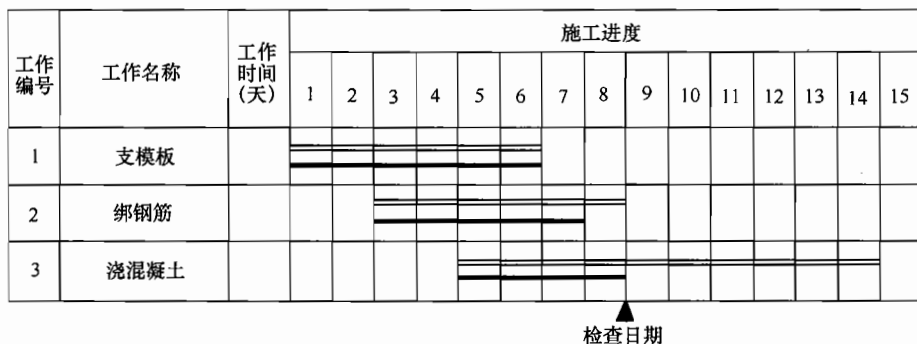 施工进度
工作编号 工作名称 工作时间(天) 1 2 3 4 5 6 7 8 9 10 11 12 13 14 15
1 支模板
2 绑钢筋
3 浇混凝土
检查日期